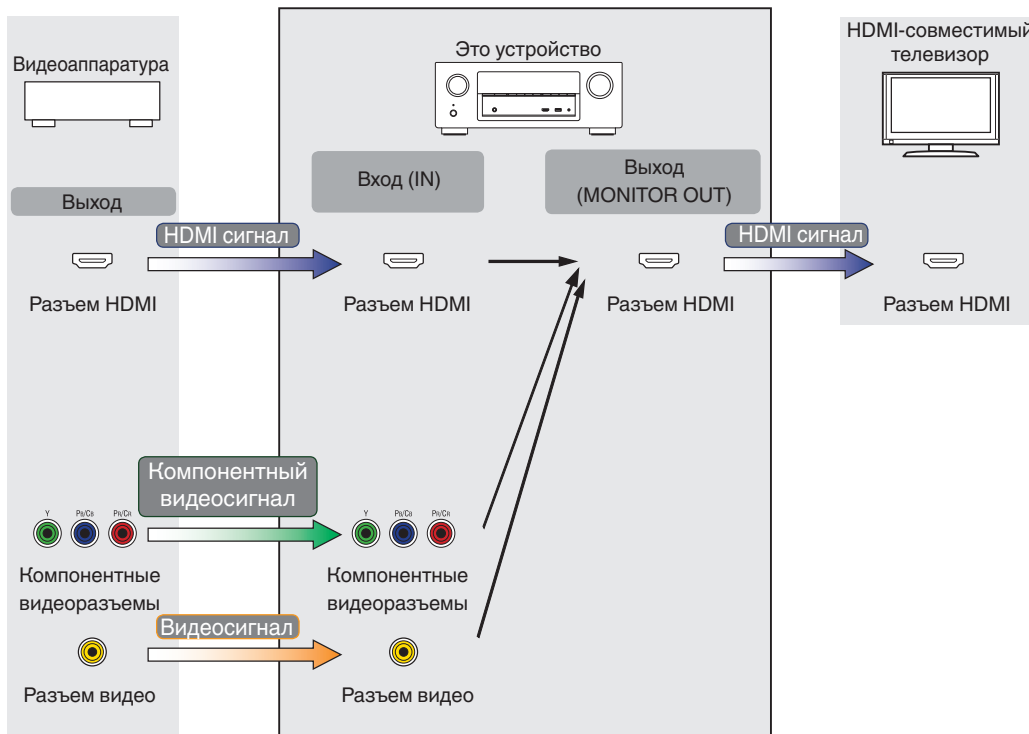 Видеоаппаратура
Это устройство
HDMI-совместимый
телевизор
Выход
Вход (IN)
Выход
(MONITOR OUT)
HDMI сигнал
HDMI сигнал
Разъем HDMI
Разъем HDMI
Разъем HDMI
Разъем HDMI
Компонентный
видеосигнал
Y PB/CB PR/CR
Y PB/CB PR/CR
Компонентные
видеоразъемы
Компонентные
видеоразъемы
Видеосигнал
Разъем видео
Разъем видео